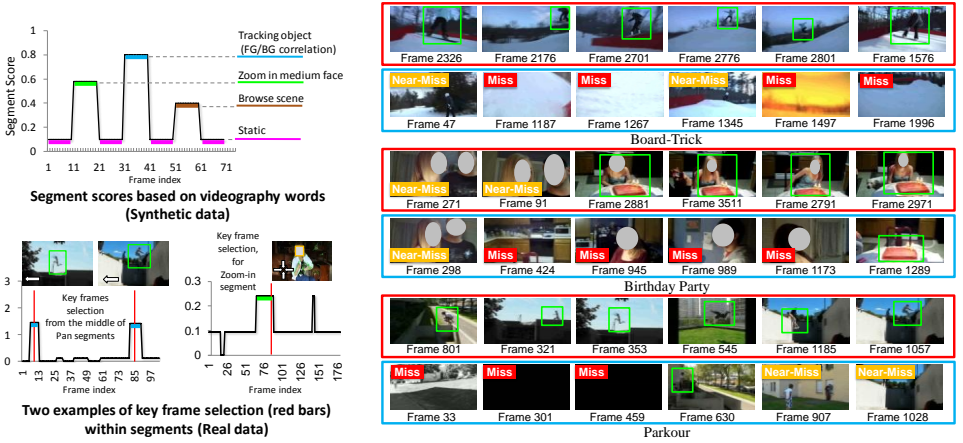 Segment Score
1
0.8
0.6
0.4
0.2
0
Tracking object
(FG/BG correlation)
Zoom in medium face
Browse scene
Static
1 11 21 31 41 51 61 71
Frame index
Segment scores based on videography words
(Synthetic data)
Key frame
selection,
for
Zoom-in
segment
3
2
1
0
Key frames
selection
from the middle of
Pan segments
1 13 25 37 49 61 73 85 97
Frame index
0.3
0.2
0.1
0
1 26 51 76 101 126 151 176
Frame index
Two examples of key frame selection (red bars)
within segments (Real data)
Frame 2326 Frame 2176 Frame 2701 Frame 2776 Frame 2801 Frame 1576
Near-Miss Miss Miss Near-Miss Miss Miss
Frame 47 Frame 1187 Frame 1267 Frame 1345 Frame 1497 Frame 1996
Board-Trick
Near-Miss Near-Miss
Frame 271 Frame 91 Frame 2881 Frame 3511 Frame 2791 Frame 2971
Near-Miss Miss Miss Miss Miss
Frame 298 Frame 424 Frame 945 Frame 989 Frame 1173 Frame 1289
Birthday Party
Frame 801 Frame 321 Frame 353 Frame 545 Frame 1185 Frame 1057
Miss Miss Miss Near-Miss Near-Miss
Frame 33 Frame 301 Frame 459 Frame 630 Frame 907 Frame 1028
Parkour